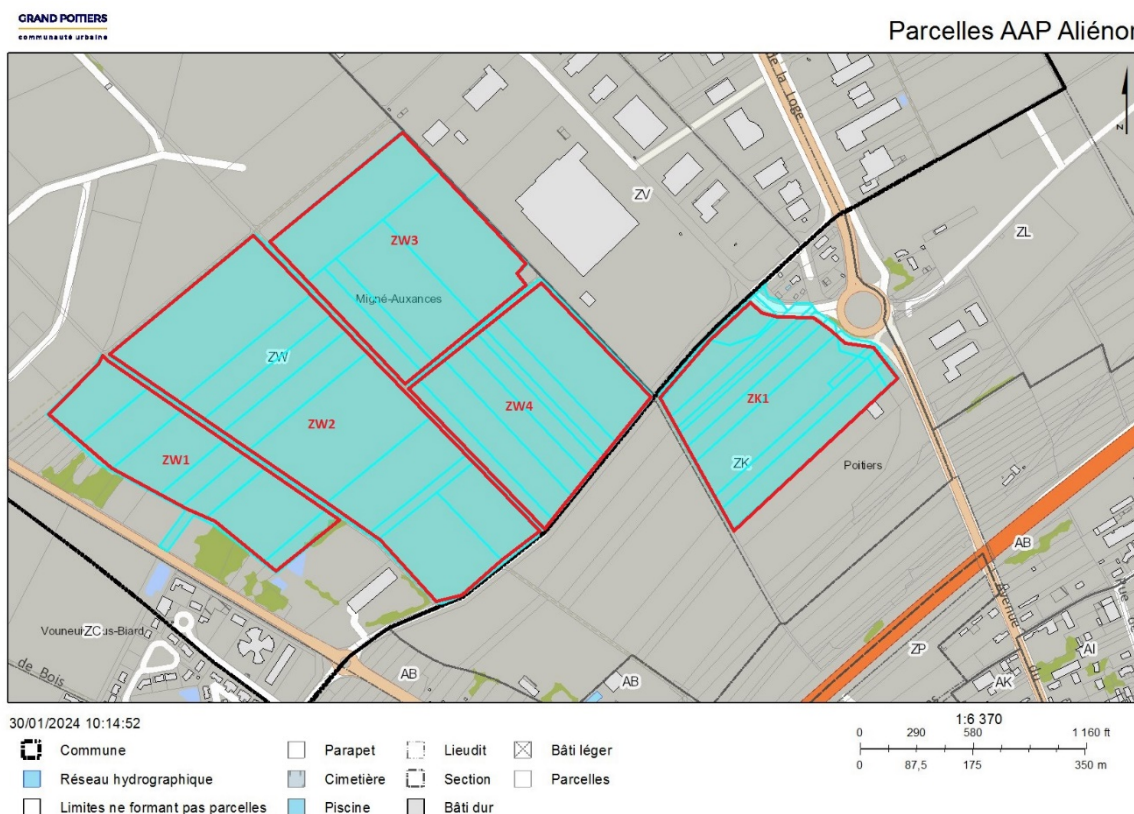 GRAND POITIERS
communauté urbaine
Parcelles AAP Aliénor
de la Loge
N
ZV
ZL
ZW3
Migné-Auxances
ZW
ZW4
ZK1
ZW2
ZW1
ZK
Poitiers
AB
Avenue
du
Rue de
ZP
AI
AK
Vouneuil-sous-Biard
ZC
de Bois
AB
AB
30/01/2024 10:14:52
1:6 370
0 290 580 1 160 ft
0 87,5 175 350 m
Commune
Parapet
Lieudit
Bâti léger
Réseau hydrographique
Cimetière
Section
Parcelles
Limites ne formant pas parcelles
Piscine
Bâti dur